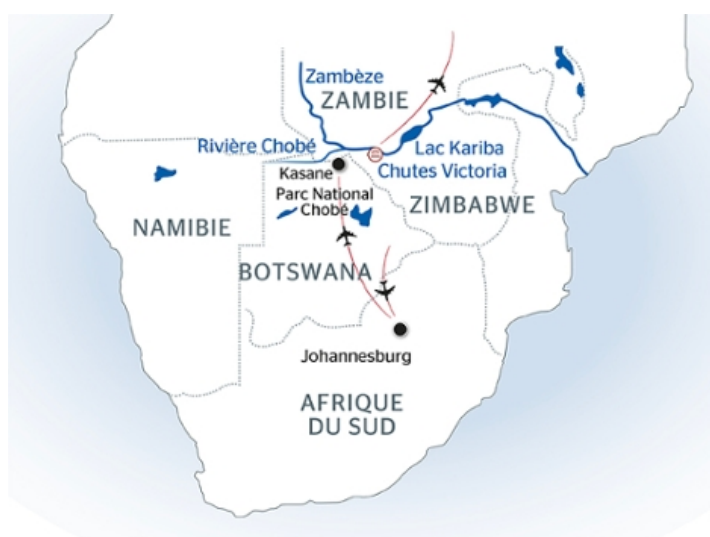 Zambèze
ZAMBIE
Rivière Chobé
Lac Kariba
Kasane
Chutes Victoria
Parc National
Chobé
ZIMBABWE
NAMIBIE
BOTSWANA
Johannesburg
AFRIQUE
DU SUD